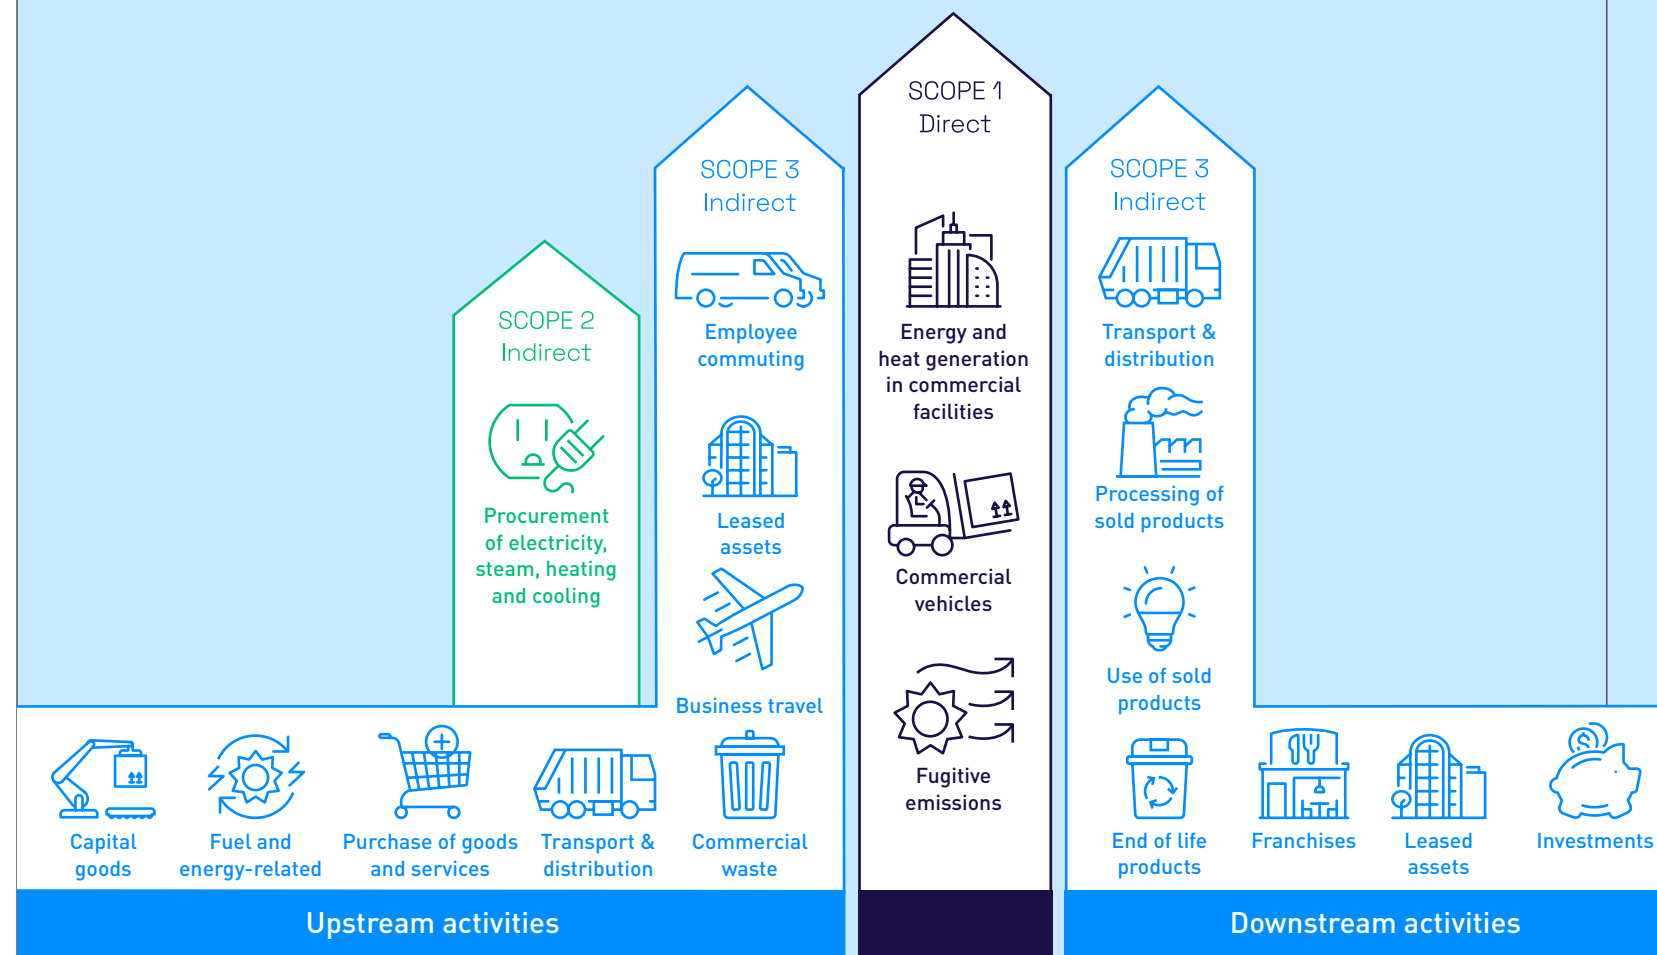 SCOPE 2
Indirect
Procurement
of electricity,
steam, heating
and cooling
SCOPE 3
Indirect
Employee
commuting
Leased
assets
Business travel
Capital
goods
Fuel and
energy-related
Purchase of goods
and services
Transport &
distribution
Commercial
waste
Upstream activities
SCOPE 1
Direct
Energy and
heat generation
in commercial
facilities
Commercial
vehicles
Fugitive
emissions
SCOPE 3
Indirect
Transport &
distribution
Processing of
sold products
Use of sold
products
End of life
products
Franchises
Leased
assets
Investments
Downstream activities